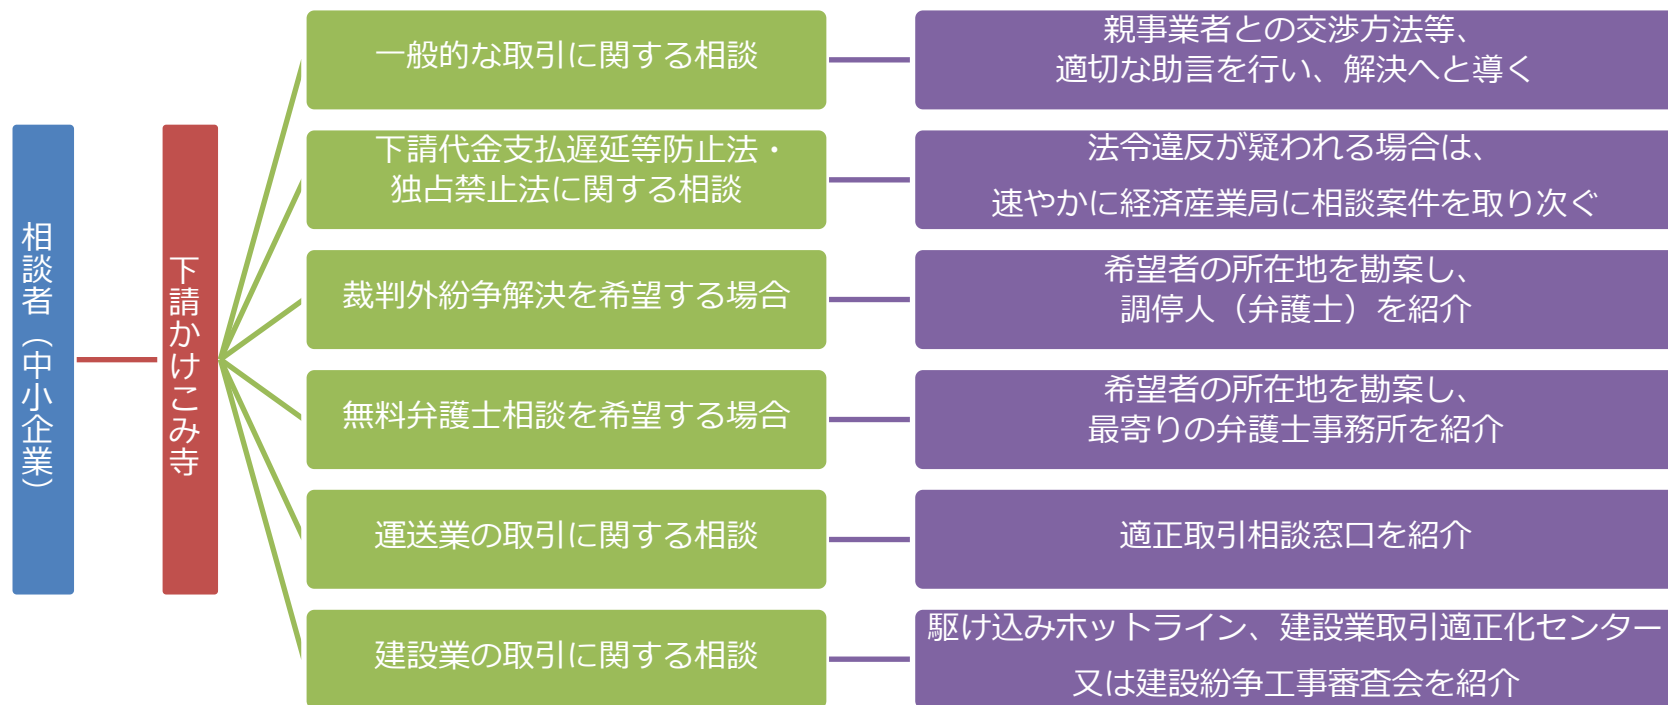 相談者（中小企業）
下請かけこみ寺
一般的な取引に関する相談
親事業者との交渉方法等、
適切な助言を行い、解決へと導く
下請代金支払遅延等防止法・
独占禁止法に関する相談
法令違反が疑われる場合は、
速やかに経済産業局に相談案件を取り次ぐ
裁判外紛争解決を希望する場合
希望者の所在地を勘案し、
調停人（弁護士）を紹介
無料弁護士相談を希望する場合
希望者の所在地を勘案し、
最寄りの弁護士事務所を紹介
運送業の取引に関する相談
適正取引相談窓口を紹介
建設業の取引に関する相談
駆け込みホットライン、建設業取引適正化センター
又は建設紛争工事審査会を紹介